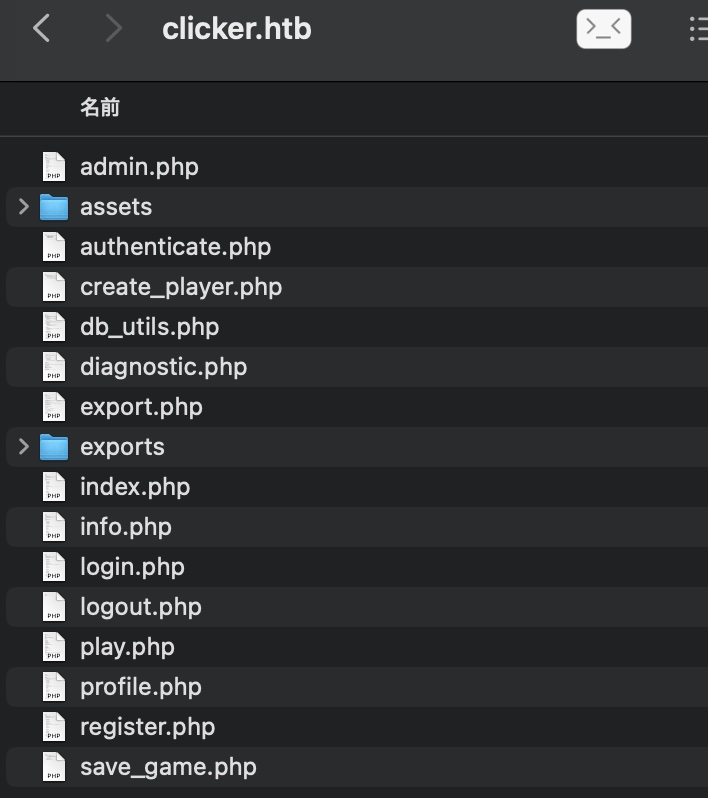 clicker.htb
名前
admin.php
assets
authenticate.php
create_player.php
db_utils.php
diagnostic.php
export.php
exports
index.php
info.php
login.php
logout.php
play.php
profile.php
register.php
save_game.php